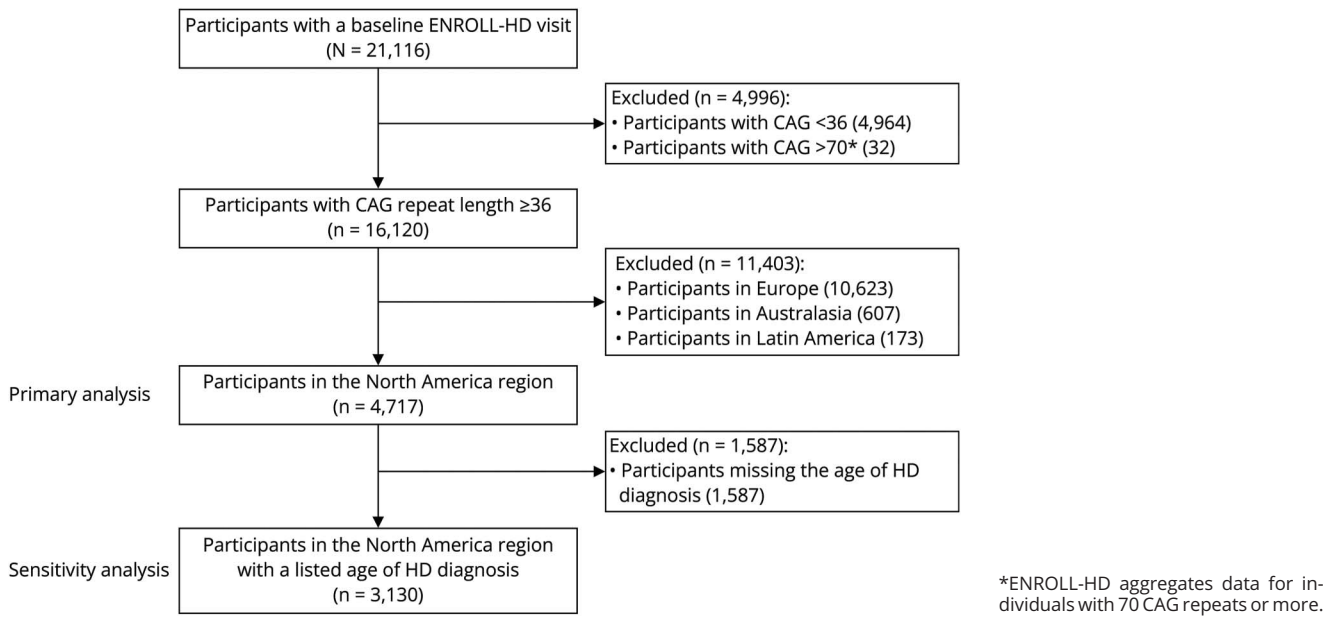 Participants with a baseline ENROLL-HD visit
(N = 21,116)
Excluded (n = 4,996):
• Participants with CAG <36 (4,964)
• Participants with CAG >70* (32)
Participants with CAG repeat length ≥36
(n = 16,120)
Excluded (n = 11,403):
• Participants in Europe (10,623)
• Participants in Australasia (607)
• Participants in Latin America (173)
Primary analysis
Participants in the North America region
(n = 4,717)
Excluded (n = 1,587):
• Participants missing the age of HD
diagnosis (1,587)
Sensitivity analysis
Participants in the North America region
with a listed age of HD diagnosis
(n = 3,130)
*ENROLL-HD aggregates data for in-
dividuals with 70 CAG repeats or more.